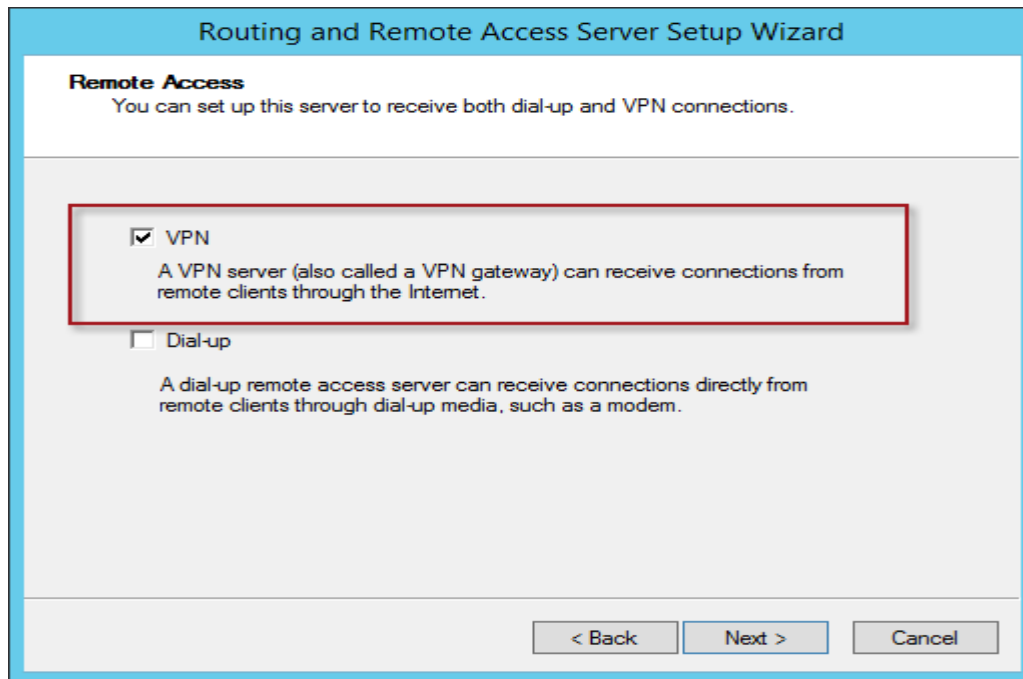 Routing and Remote Access Server Setup Wizard
Remote Access
You can set up this server to receive both dial-up and VPN connections.
VPN
A VPN server (also called a VPN gateway) can receive connections from
remote clients through the Internet.
Dial-up
A dial-up remote access server can receive connections directly from
remote clients through dial-up media, such as a modem.
< Back Next > Cancel